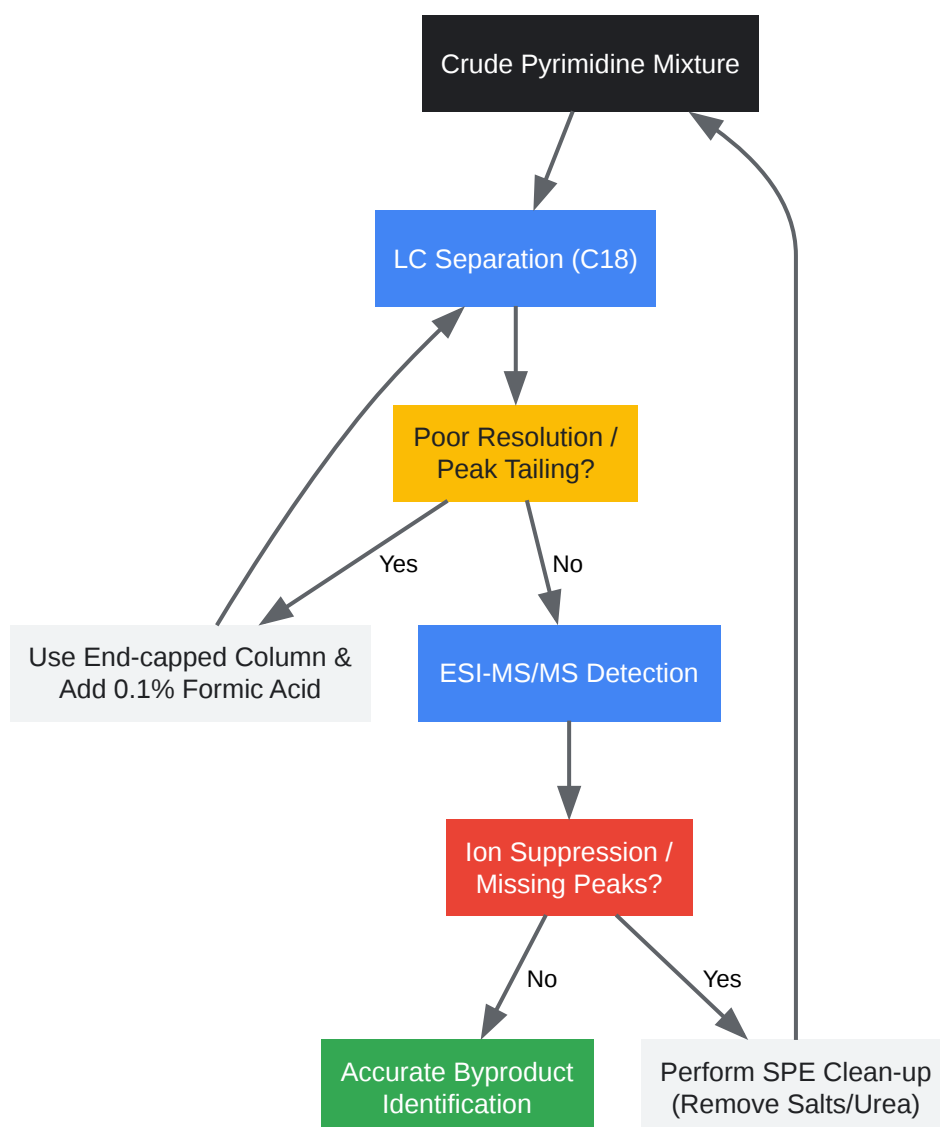 Crude Pyrimidine Mixture
LC Separation (C18)
Poor Resolution /
Peak Tailing?
Yes
No
Use End-capped Column &
Add 0.1% Formic Acid
ESI-MS/MS Detection
Ion Suppression /
Missing Peaks?
No
Yes
Accurate Byproduct
Identification
Perform SPE Clean-up
(Remove Salts/Urea)